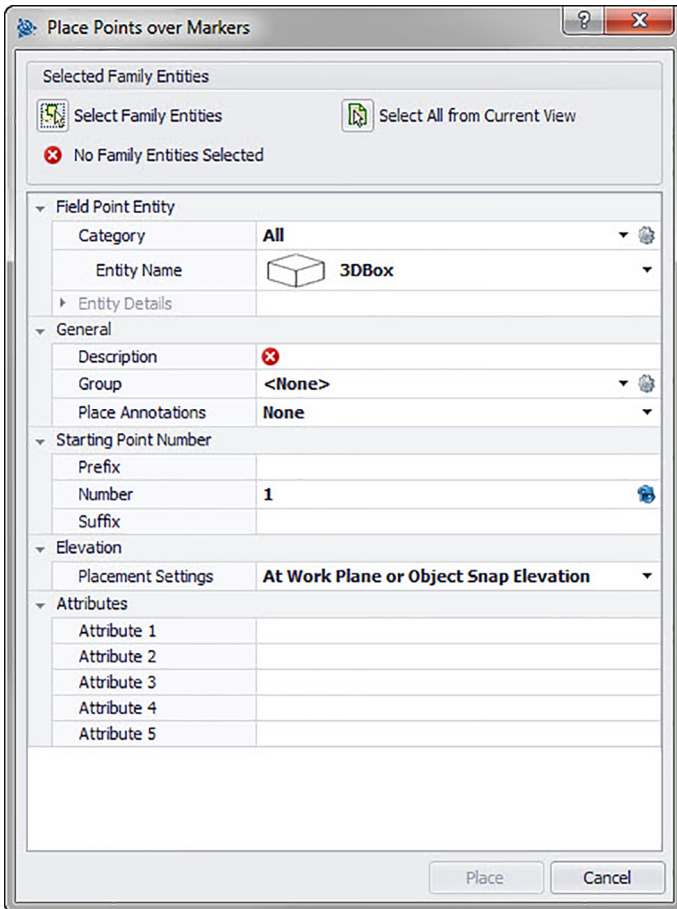 Place Points over Markers
?
Selected Family Entities
Select Family Entities Select All from Current View
No Family Entities Selected
Field Point Entity
Category All
Entity Name 3DBox
Entity Details
General
Description
Group <None>
Place Annotations None
Starting Point Number
Prefix
Number 1
Suffix
Elevation
Placement Settings At Work Plane or Object Snap Elevation
Attributes
Attribute 1
Attribute 2
Attribute 3
Attribute 4
Attribute 5
Place Cancel